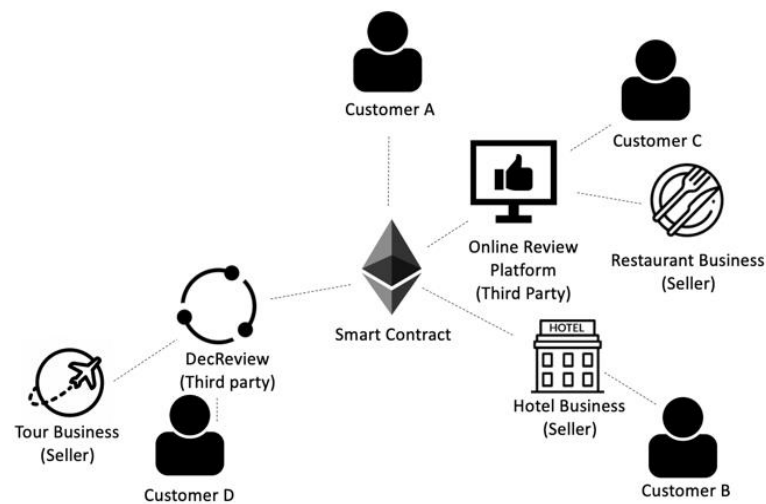 Customer A
Customer C
Online Review
Platform
(Third Party)
Restaurant Business
(Seller)
Smart Contract
DecReview
(Third party)
HOTEL
Hotel Business
(Seller)
Tour Business
(Seller)
Customer D
Customer B